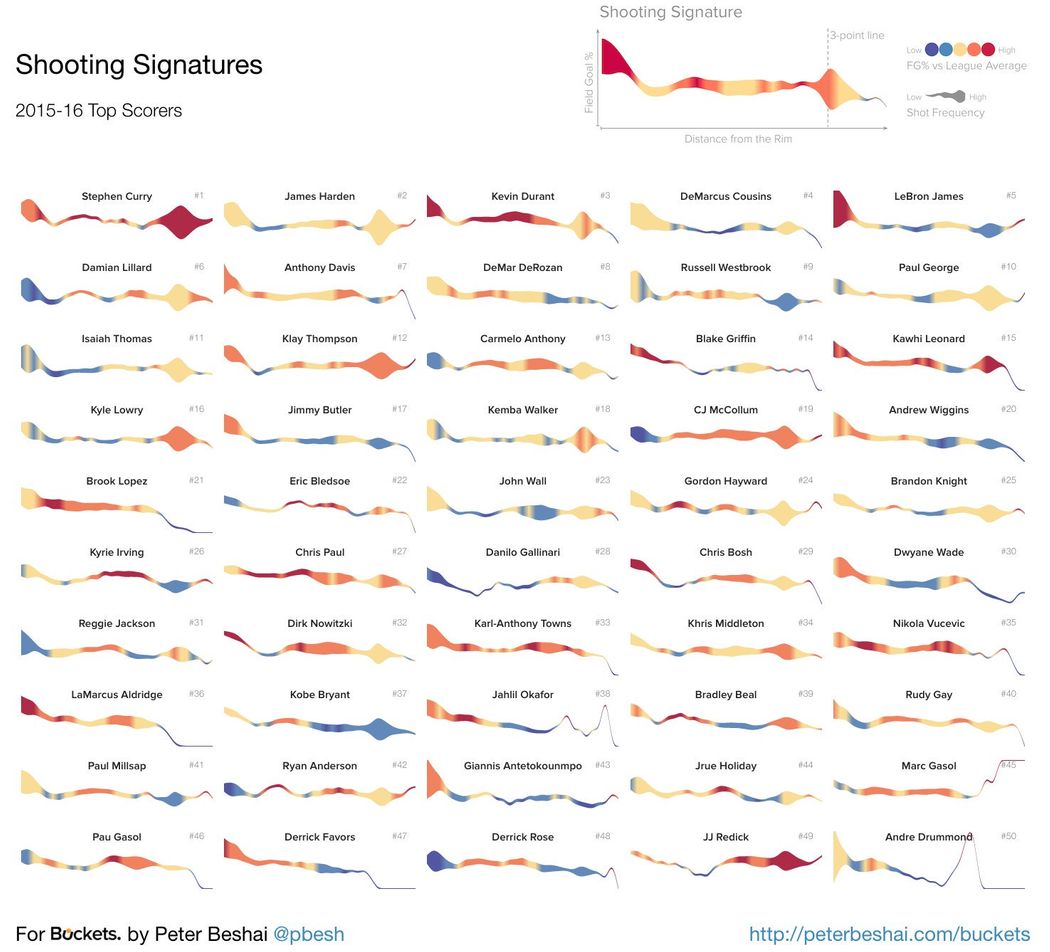 Shooting Signature
Shooting Signatures
2015-16 Top Scorers
Field Goal %
3-point line
Distance from the Rim
Low High
FG% vs League Average
Low High
Shot Frequency
Stephen Curry #1
James Harden #2
Kevin Durant #3
DeMarcus Cousins #4
LeBron James #5
Damian Lillard #6
Anthony Davis #7
DeMar DeRozan #8
Russell Westbrook #9
Paul George #10
Isaiah Thomas #11
Klay Thompson #12
Carmelo Anthony #13
Blake Griffin #14
Kawhi Leonard #15
Kyle Lowry #16
Jimmy Butler #17
Kemba Walker #18
CJ McCollum #19
Andrew Wiggins #20
Brook Lopez #21
Eric Bledsoe #22
John Wall #23
Gordon Hayward #24
Brandon Knight #25
Kyrie Irving #26
Chris Paul #27
Danilo Gallinari #28
Chris Bosh #29
Dwyane Wade #30
Reggie Jackson #31
Dirk Nowitzki #32
Karl-Anthony Towns #33
Khris Middleton #34
Nikola Vucevic #35
LaMarcus Aldridge #36
Kobe Bryant #37
Jahlil Okafor #38
Bradley Beal #39
Rudy Gay #40
Paul Millsap #41
Ryan Anderson #42
Giannis Antetokounmpo #43
Jrue Holiday #44
Marc Gasol #45
Pau Gasol #46
Derrick Favors #47
Derrick Rose #48
JJ Redick #49
Andre Drummond #50
For Buckets. by Peter Beshai @pbesh
http://peterbeshai.com/buckets